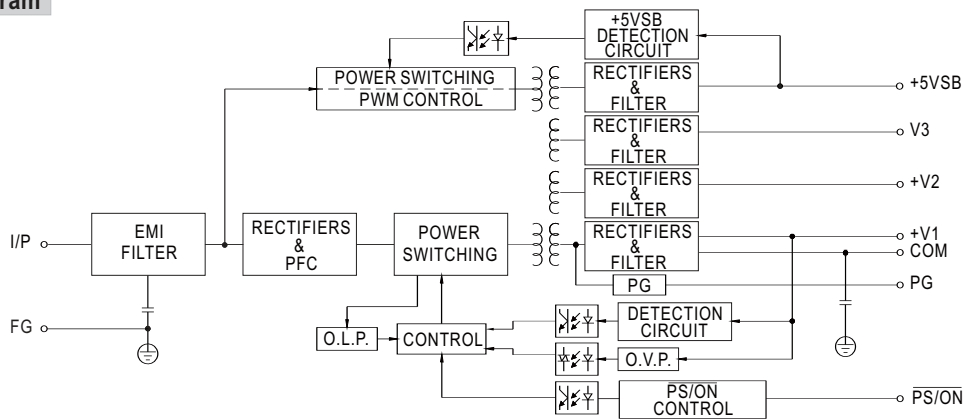 ram
+5VSB
DETECTION
CIRCUIT
POWER SWITCHING
PWM CONTROL
RECTIFIERS
&
FILTER
+5VSB
RECTIFIERS
&
FILTER
V3
RECTIFIERS
&
FILTER
+V2
I/P
EMI
FILTER
RECTIFIERS
&
PFC
POWER
SWITCHING
RECTIFIERS
&
FILTER
+V1
COM
PG
PG
FG
O.L.P.
CONTROL
DETECTION
CIRCUIT
O.V.P.
PS/ON
CONTROL
PS/ON